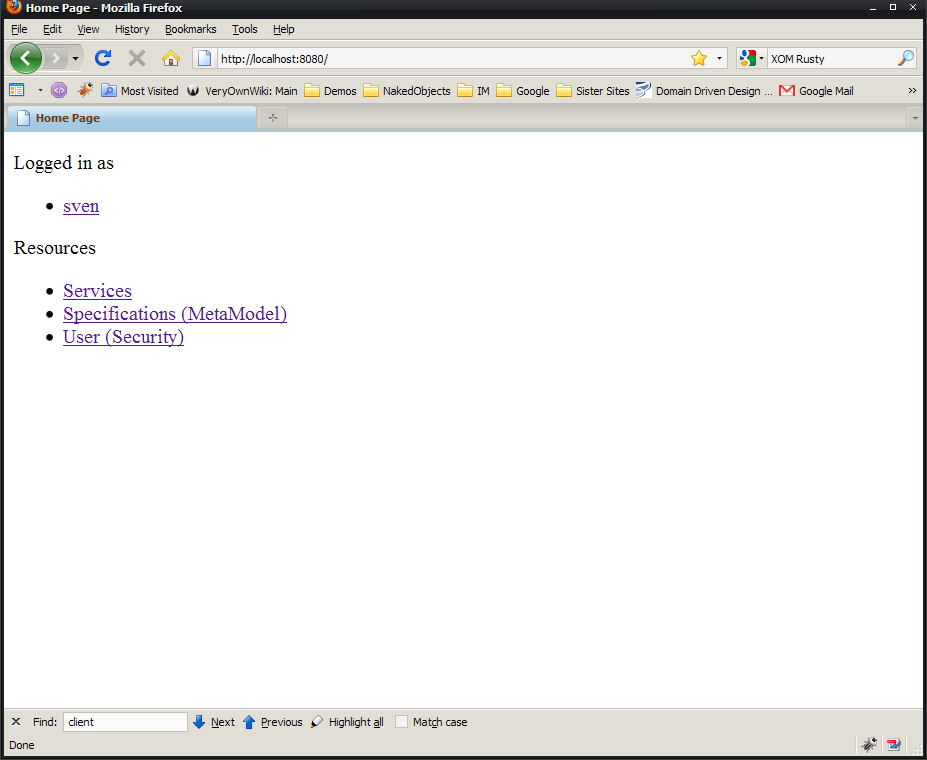 Home Page - Mozilla Firefox
File Edit View History Bookmarks Tools Help
http://localhost:8080/ XOM Rusty
Most Visited VeryOwnWiki: Main Demos NakedObjects IM Google Sister Sites Domain Driven Design ... Google Mail »
Home Page
Logged in as
sven
Resources
Services
Specifications (MetaModel)
User (Security)
Find: client Next Previous Highlight all Match case
Done